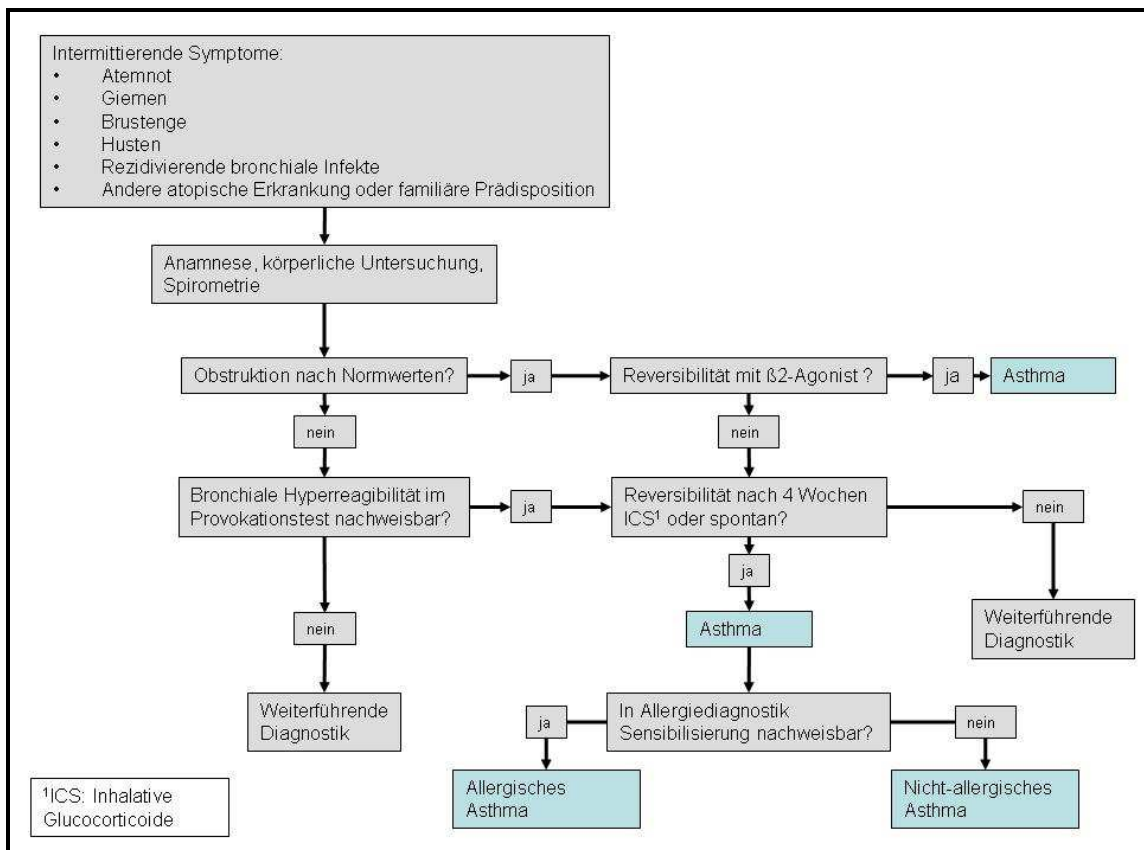 Intermittierende Symptome:
• Atemnot
• Giemen
• Brustenge
• Husten
• Rezidivierende bronchiale Infekte
• Andere atopische Erkrankung oder familiäre Prädisposition
Anamnese, körperliche Untersuchung,
Spirometrie
Obstruktion nach Normwerten?
ja
Reversibilität mit ß2-Agonist ?
ja
Asthma
nein
nein
Bronchiale Hyperreagibilität im
Provokationstest nachweisbar?
ja
Reversibilität nach 4 Wochen
ICS¹ oder spontan?
nein
ja
nein
Asthma
Weiterführende
Diagnostik
Weiterführende
Diagnostik
ja
In Allergiediagnostik
Sensibilisierung nachweisbar?
nein
Allergisches
Asthma
Nicht-allergisches
Asthma
¹ICS: Inhalative
Glucocorticoide